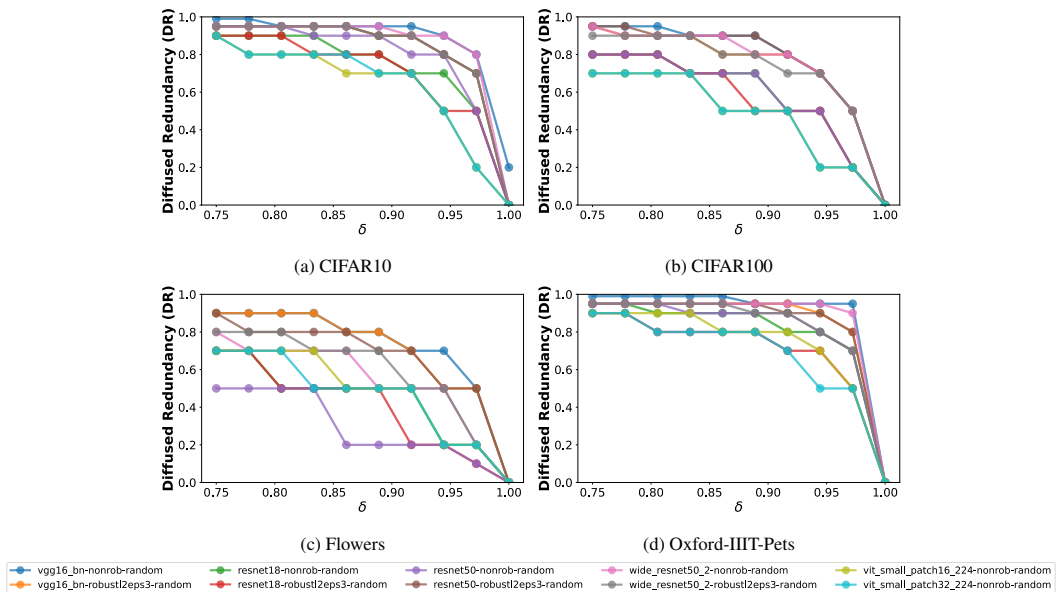 Diffused Redundancy (DR)
1.0
0.8
0.6
0.4
0.2
0.0
0.75 0.80 0.85 0.90 0.95 1.00
δ
(a) CIFAR10
Diffused Redundancy (DR)
1.0
0.8
0.6
0.4
0.2
0.0
0.75 0.80 0.85 0.90 0.95 1.00
δ
(b) CIFAR100
Diffused Redundancy (DR)
1.0
0.8
0.6
0.4
0.2
0.0
0.75 0.80 0.85 0.90 0.95 1.00
δ
(c) Flowers
Diffused Redundancy (DR)
1.0
0.8
0.6
0.4
0.2
0.0
0.75 0.80 0.85 0.90 0.95 1.00
δ
(d) Oxford-IIIT-Pets
vgg16_bn-nonrob-random resnet18-nonrob-random resnet50-nonrob-random wide_resnet50_2-nonrob-random vit_small_patch16_224-nonrob-random
vgg16_bn-robustl2eps3-random resnet18-robustl2eps3-random resnet50-robustl2eps3-random wide_resnet50_2-robustl2eps3-random vit_small_patch32_224-nonrob-random